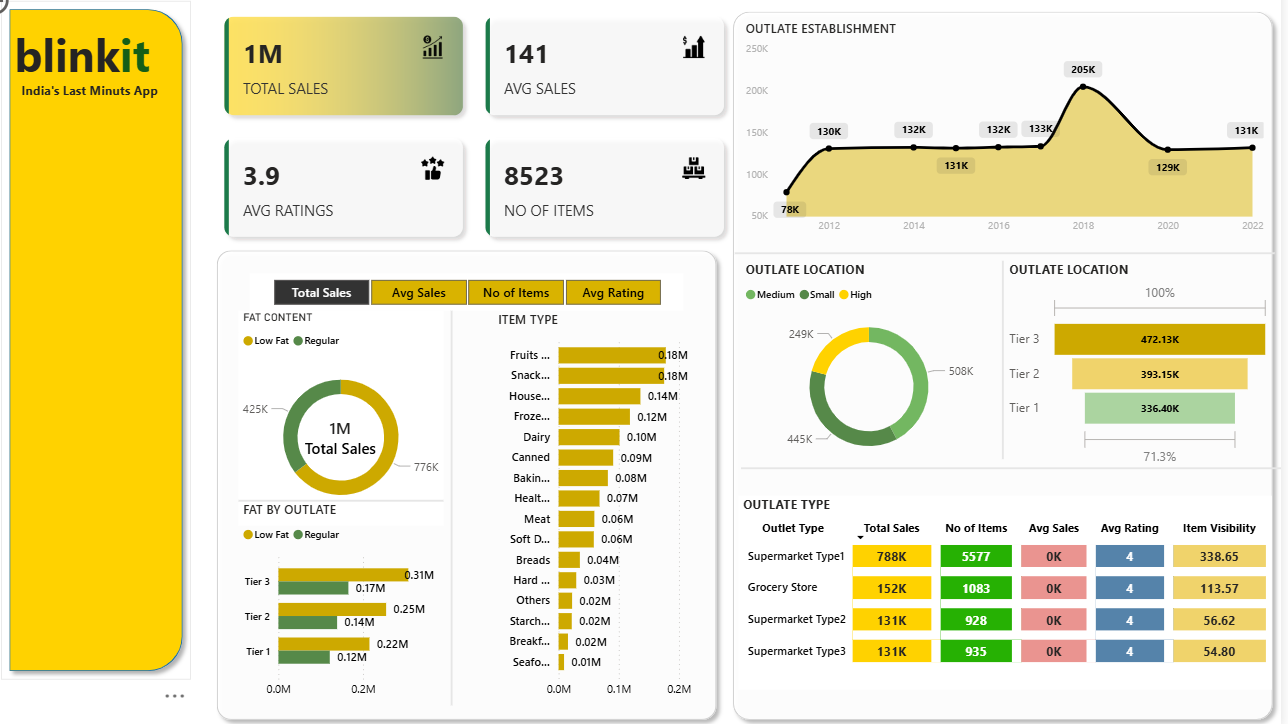 blinkit
India's Last Minuts App
1M
TOTAL SALES
141
AVG SALES
3.9
AVG RATINGS
8523
NO OF ITEMS
Total Sales
Avg Sales
No of Items
Avg Rating
FAT CONTENT
Low Fat Regular
425K
1M
Total Sales
776K
FAT BY OUTLATE
Low Fat Regular
Tier 3 0.31M
0.17M
Tier 2 0.25M
0.14M
Tier 1 0.22M
0.12M
0.0M 0.2M
ITEM TYPE
Fruits ... 0.18M
Snack... 0.18M
House... 0.14M
Froze... 0.12M
Dairy 0.10M
Canned 0.09M
Bakin... 0.08M
Healt... 0.07M
Meat 0.06M
Soft D... 0.06M
Breads 0.04M
Hard ... 0.03M
Others 0.02M
Starch... 0.02M
Breakf... 0.02M
Seafo... 0.01M
0.0M 0.1M 0.2M
OUTLATE ESTABLISHMENT
250K
200K
150K
100K
50K
78K
130K
132K
131K
132K
133K
205K
129K
131K
2012 2014 2016 2018 2020 2022
OUTLATE LOCATION
Medium Small High
249K
508K
445K
OUTLATE LOCATION
100%
Tier 3 472.13K
Tier 2 393.15K
Tier 1 336.40K
71.3%
OUTLATE TYPE
Outlet Type Total Sales No of Items Avg Sales Avg Rating Item Visibility
Supermarket Type1 788K 5577 0K 4 338.65
Grocery Store 152K 1083 0K 4 113.57
Supermarket Type2 131K 928 0K 4 56.62
Supermarket Type3 131K 935 0K 4 54.80